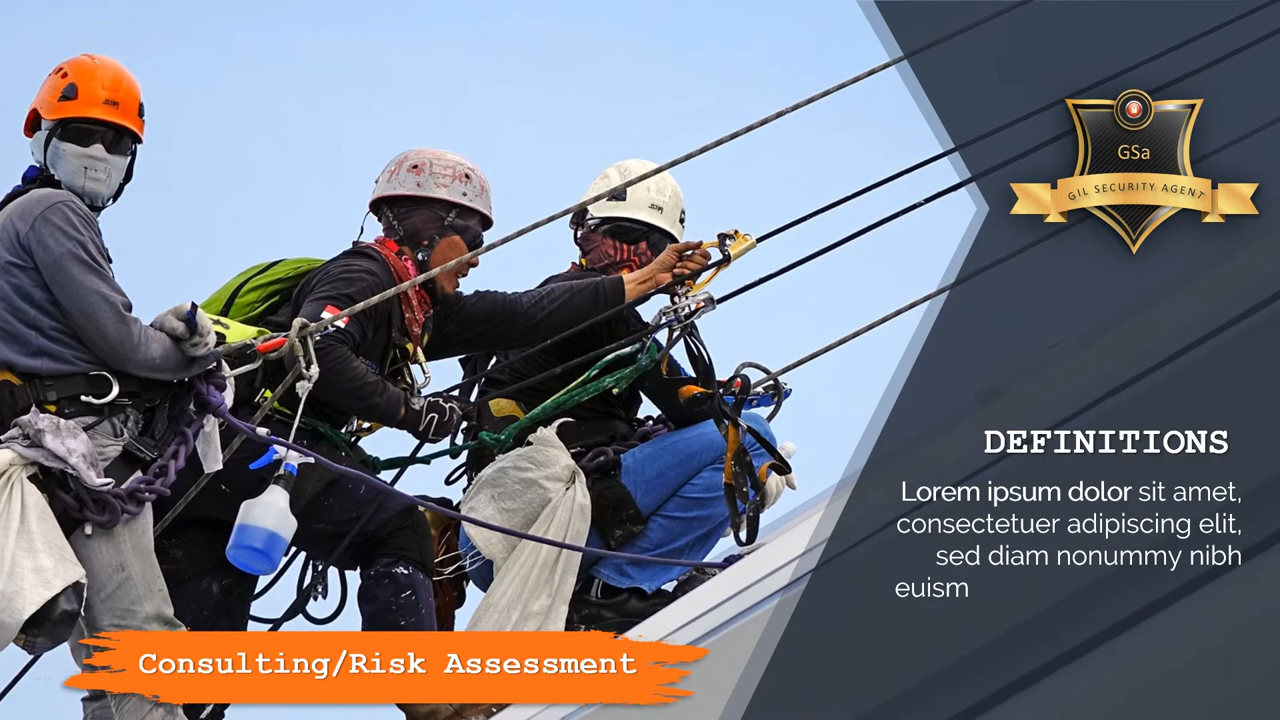 GSa
GIL SECURITY AGENT
DEFINITIONS
Lorem ipsum dolor sit amet,
consectetuer adipiscing elit,
sed diam nonummy nibh
euism
Consulting/Risk Assessment